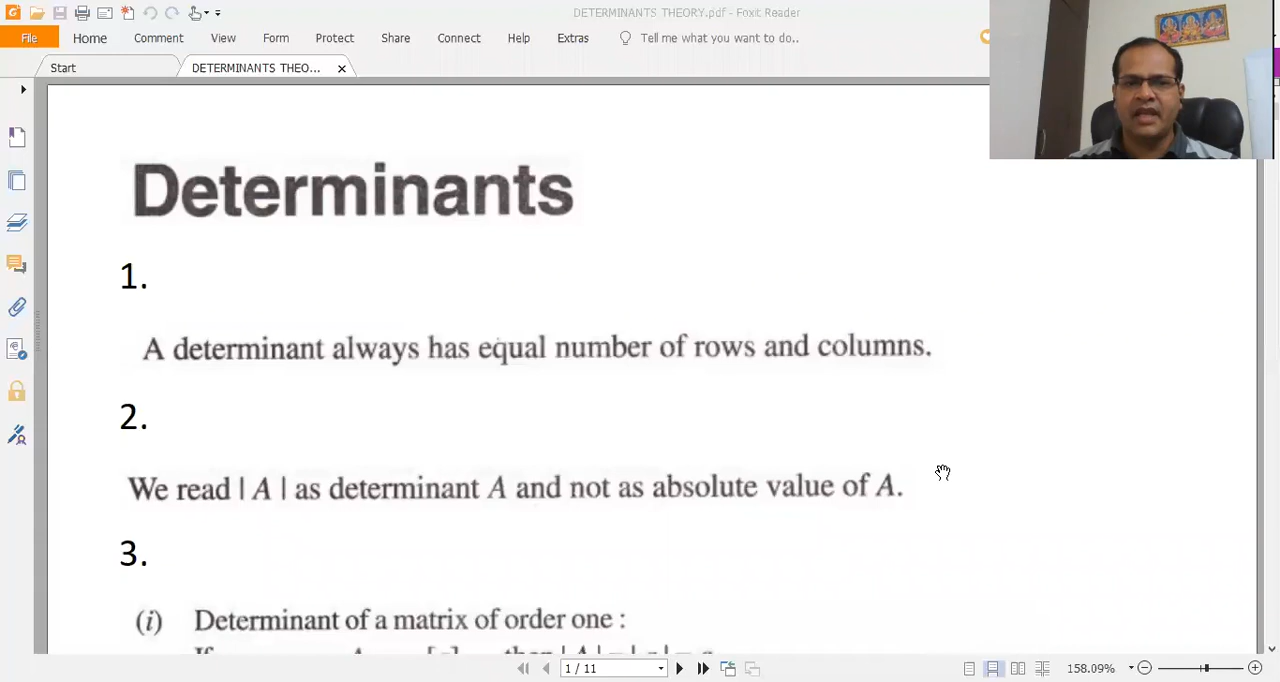 DETERMINANTS THEORY.pdf - Foxit Reader
File Home Comment View Form Protect Share Connect Help Extras Tell me what you want to do..
Start DETERMINANTS THEO...
Determinants
1.
A determinant always has equal number of rows and columns.
2.
We read | A | as determinant A and not as absolute value of A.
3.
(i) Determinant of a matrix of order one :
1 / 11
158.09%